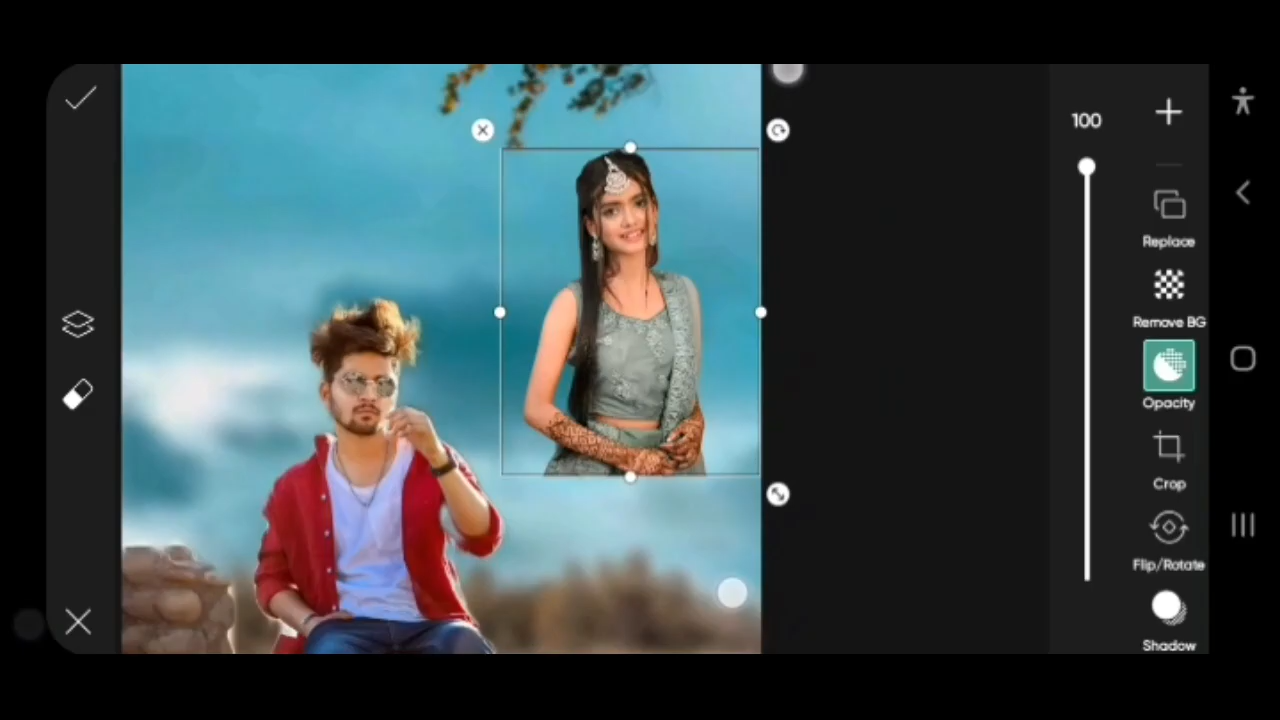 100
Replace
Remove BG
Opacity
Crop
Flip/Rotate
Shadow